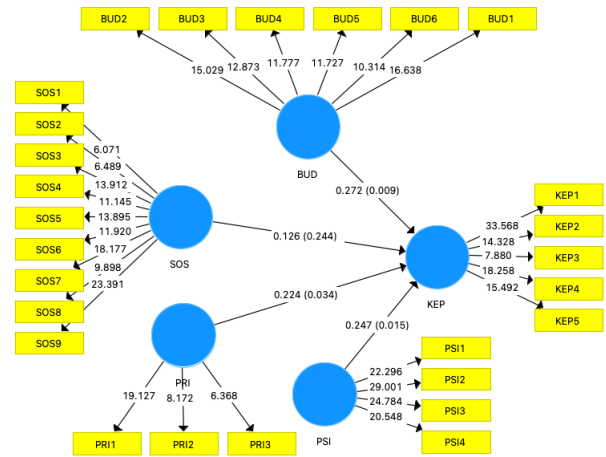 BUD2 BUD3 BUD4 BUD5 BUD6 BUD1
15.029 12.873 11.777 11.727 10.314 16.638
BUD
SOS1
SOS2
SOS3
SOS4
SOS5
SOS6
SOS7
SOS8
SOS9
6.071
6.489
13.912
11.145
13.895
11.920
18.177
9.898
23.391
SOS
0.272 (0.009)
0.126 (0.244)
0.224 (0.034)
0.247 (0.015)
KEP
33.568
14.328
7.880
18.258
15.492
KEP1
KEP2
KEP3
KEP4
KEP5
PRI
19.127 8.172 6.368
PRI1 PRI2 PRI3
PSI
22.296
29.001
24.784
20.548
PSI1
PSI2
PSI3
PSI4